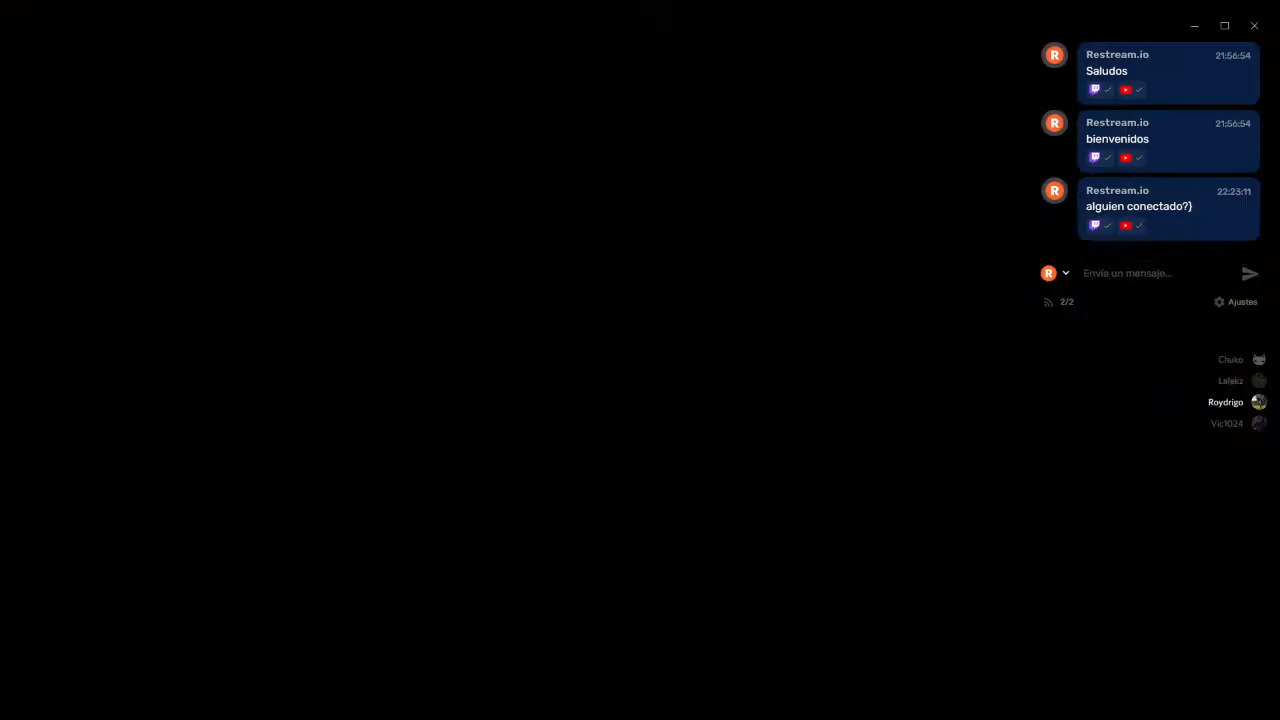 Restream.io 21:56:54
Saludos
Restream.io 21:56:54
bienvenidos
Restream.io 22:23:11
alguien conectado?}
Envía un mensaje...
2/2 Ajustes
Chuko
Lalekz
Roydrigo
Vic1024